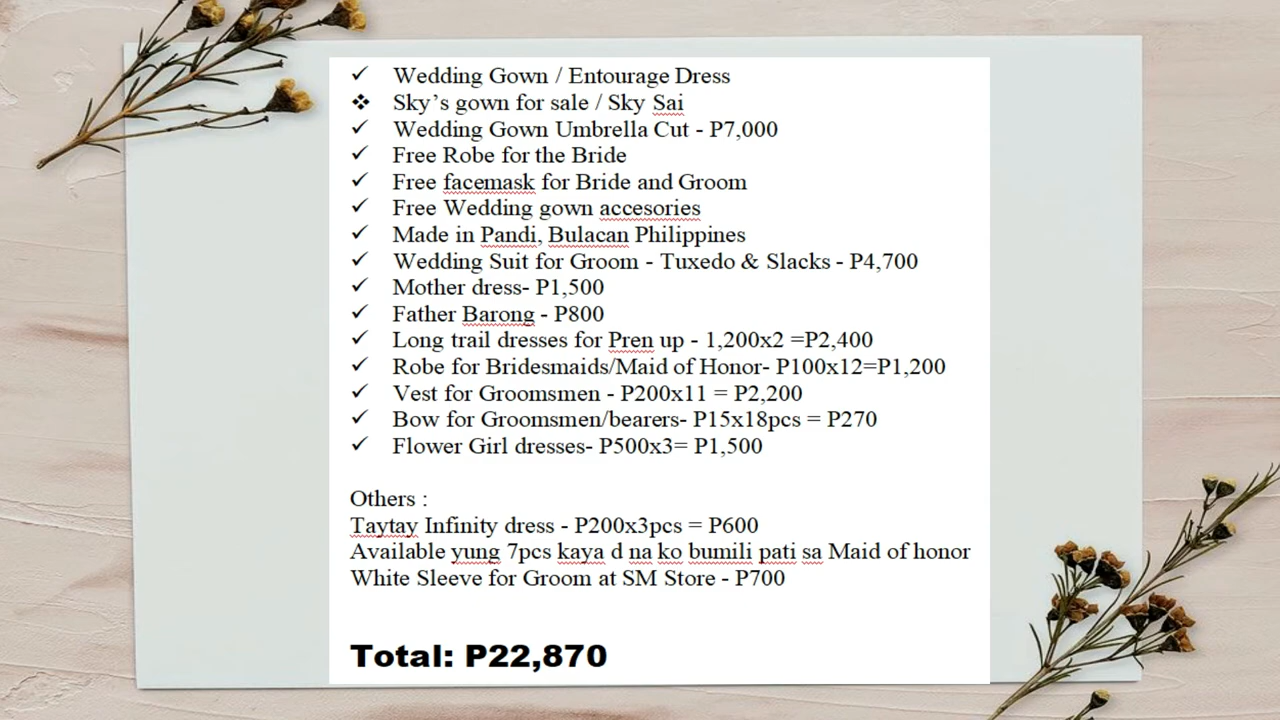 ✓ Wedding Gown / Entourage Dress
❖ Sky's gown for sale / Sky Sai
✓ Wedding Gown Umbrella Cut - P7,000
✓ Free Robe for the Bride
✓ Free facemask for Bride and Groom
✓ Free Wedding gown accesories
✓ Made in Pandi, Bulacan Philippines
✓ Wedding Suit for Groom - Tuxedo & Slacks - P4,700
✓ Mother dress- P1,500
✓ Father Barong - P800
✓ Long trail dresses for Pren up - 1,200x2 =P2,400
✓ Robe for Bridesmaids/Maid of Honor- P100x12=P1,200
✓ Vest for Groomsmen - P200x11 = P2,200
✓ Bow for Groomsmen/bearers- P15x18pcs = P270
✓ Flower Girl dresses- P500x3= P1,500
Others :
Taytay Infinity dress - P200x3pcs = P600
Available yung 7pcs kaya d na ko bumili pati sa Maid of honor
White Sleeve for Groom at SM Store - P700
Total: P22,870